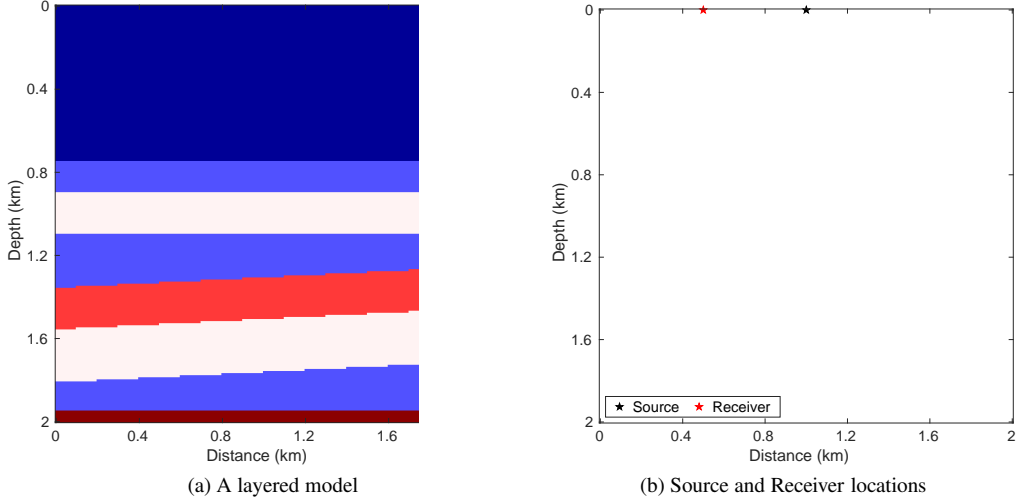 0
0.4
0.8
1.2
1.6
2
Depth (km)
0 0.4 0.8 1.2 1.6
Distance (km)
(a) A layered model
0
0.4
0.8
1.2
1.6
2
Depth (km)
Source Receiver
0 0.4 0.8 1.2 1.6 2
Distance (km)
(b) Source and Receiver locations